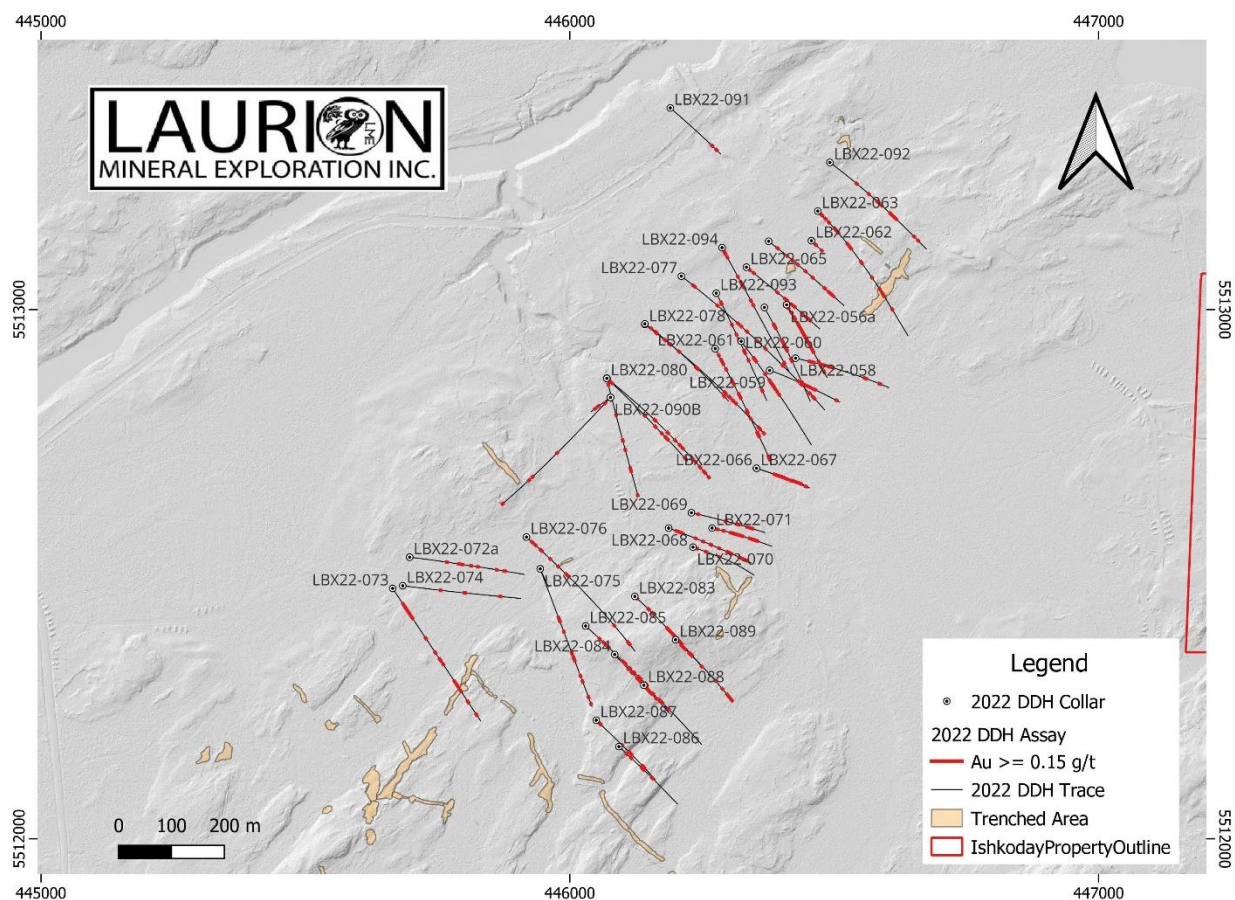 445000
446000
447000
LAURION
LME
MINERAL EXPLORATION INC.
LBX22-091
LBX22-092
LBX22-063
LBX22-062
LBX22-094
LBX22-065
LBX22-077
LBX22-093
5513000
5513000
LBX22-078
LBX22-056a
LBX22-061
LBX22-060
LBX22-080
LBX22-059
LBX22-058
LBX22-090B
LBX22-066
LBX22-067
LBX22-069
LBX22-071
LBX22-076
LBX22-068
LBX22-070
LBX22-072a
LBX22-073
LBX22-074
LBX22-075
LBX22-083
LBX22-085
LBX22-089
LBX22-084
LBX22-088
LBX22-087
LBX22-086
Legend
2022 DDH Collar
2022 DDH Assay
Au >= 0.15 g/t
2022 DDH Trace
Trenched Area
IshkodayPropertyOutline
0 100 200 m
5512000
5512000
445000
446000
447000